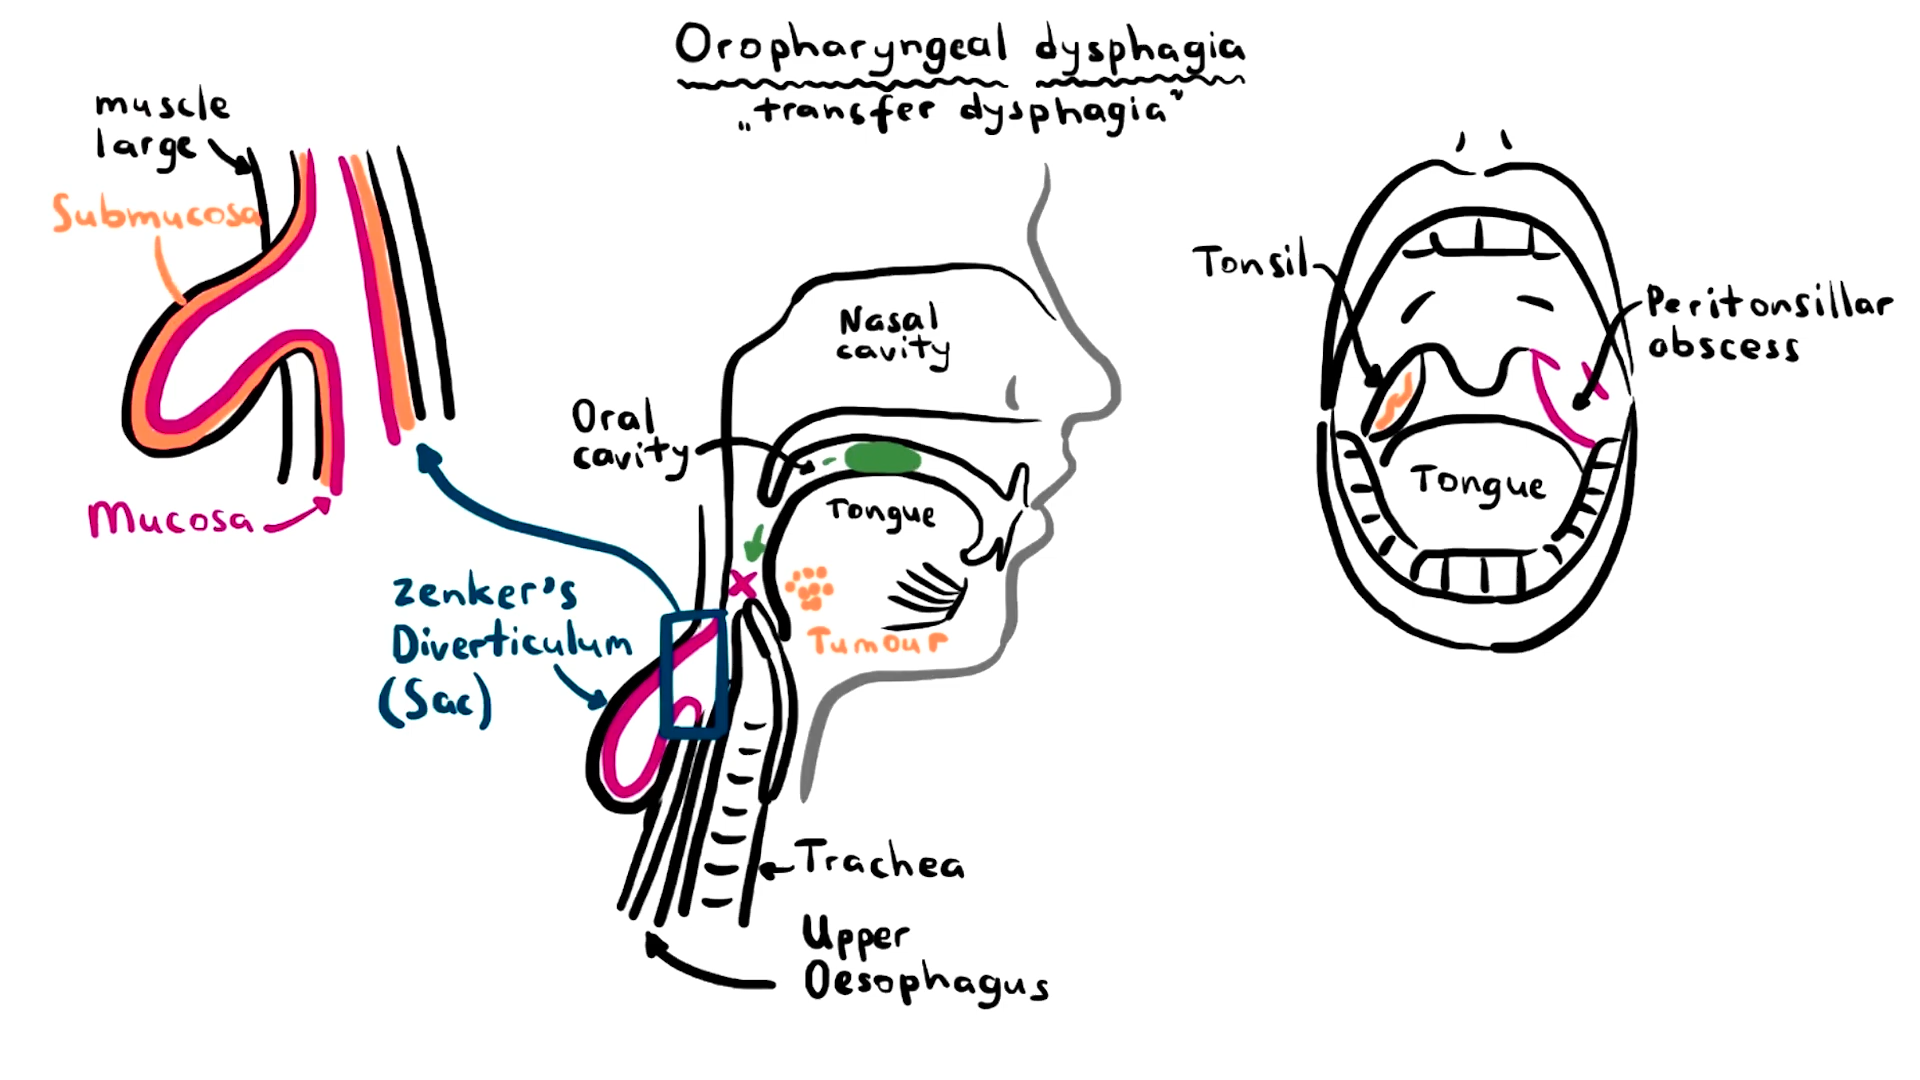 Oropharyngeal dysphagia
„transfer dysphagia"
muscle
large
Submucosa
Mucosa
Zenker's
Diverticulum
(Sac)
Oral
cavity
Nasal
cavity
Tongue
Tumour
Trachea
Upper
Oesophagus
Tonsil
Peritonsillar
abscess
Tongue